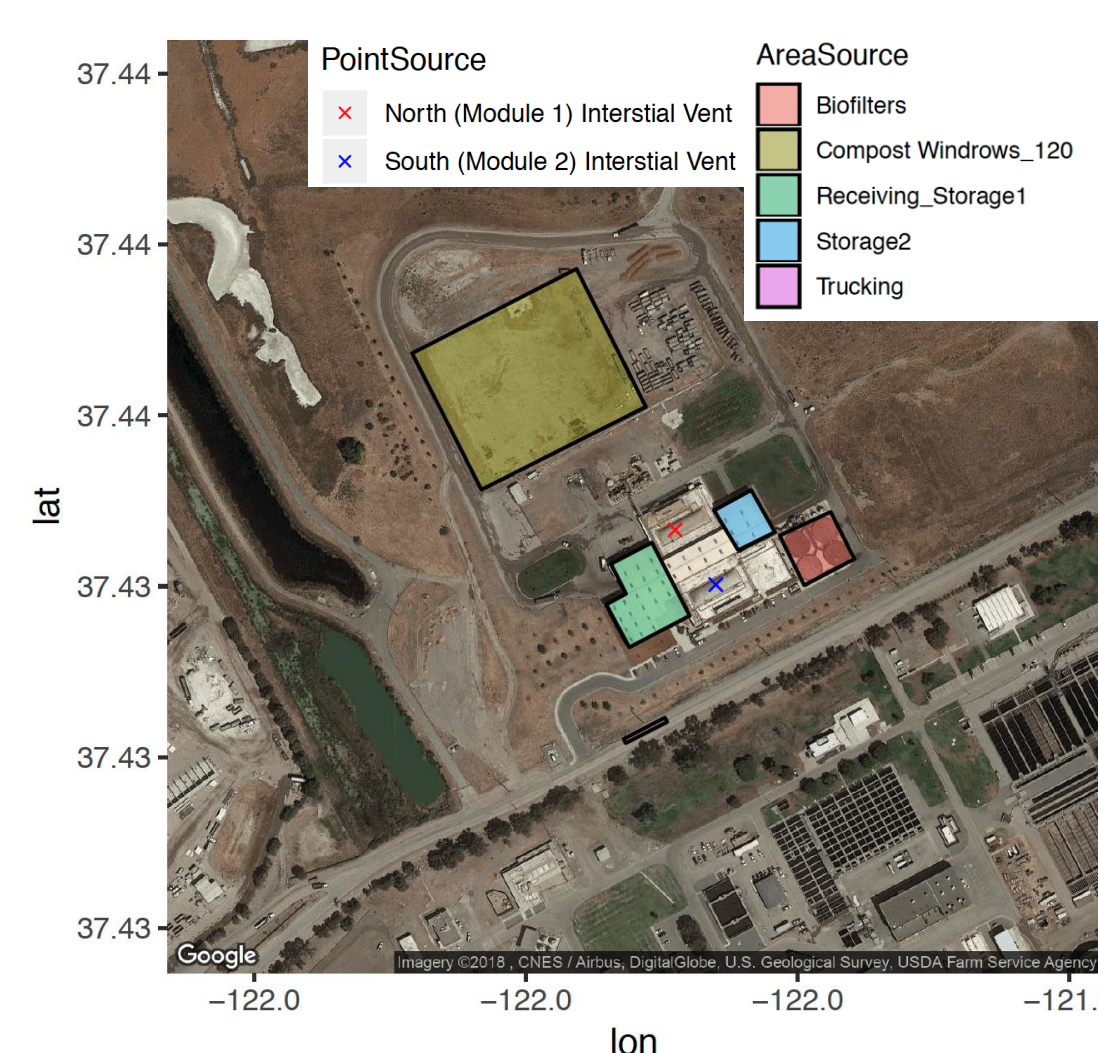 PointSource
North (Module 1) Interstial Vent
South (Module 2) Interstial Vent
AreaSource
Biofilters
Compost Windrows_120
Receiving_Storage1
Storage2
Trucking
37.44
37.44
37.44
37.43
37.43
37.43
lat
Google
Imagery ©2018 , CNES / Airbus, DigitalGlobe, U.S. Geological Survey, USDA Farm Service Agency
−122.0
−122.0
−122.0
−121.
lon